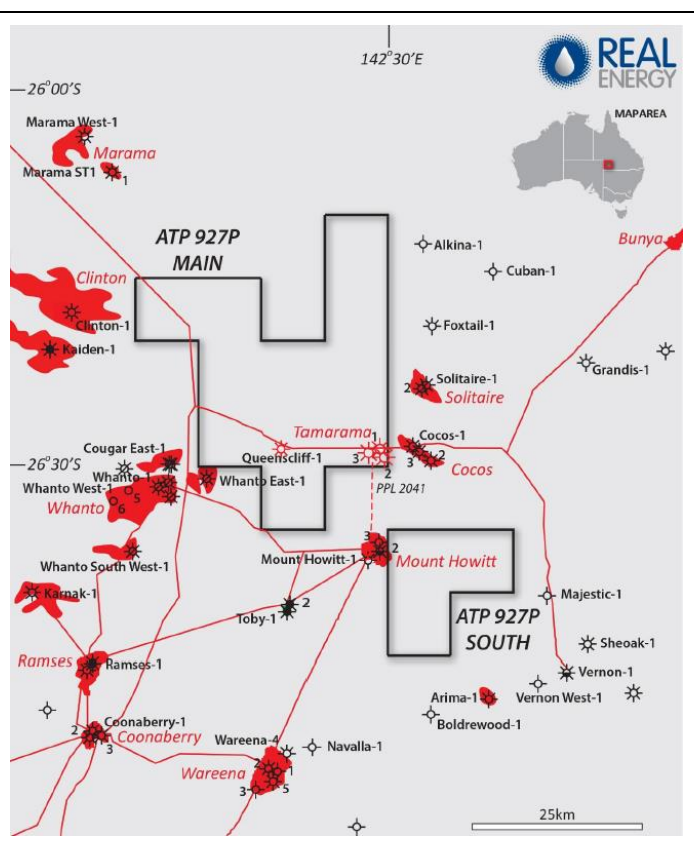 REAL
ENERGY
142°30'E
26°00'S
MAPAREA
Marama West-1
Marama
Marama ST1
1
ATP 927P
MAIN
Alkina-1
Bunya
Cuban-1
Clinton
Clinton-1
Foxtail-1
Kaiden-1
Grandis-1
Solitaire-1
2
Solitaire
Tamarama
1
Cocos-1
3
Queenscliff-1
2
3
2
Cocos
26°30'S
Cougar East-1
Whanto-1
Whanto East-1
Whanto West-1
5
PPL 2041
Whanto
6
3
2
Whanto South West-1
Mount Howitt-1
Mount Howitt
Karnak-1
Majestic-1
2
Toby-1
ATP 927P
SOUTH
Sheoak-1
Ramses
Ramses-1
Vernon-1
Arima-1
Vernon West-1
Boldrewood-1
Coonaberry-1
2
Coonaberry
3
Wareena-4
Navalla-1
2
1
Wareena
5
3
25km